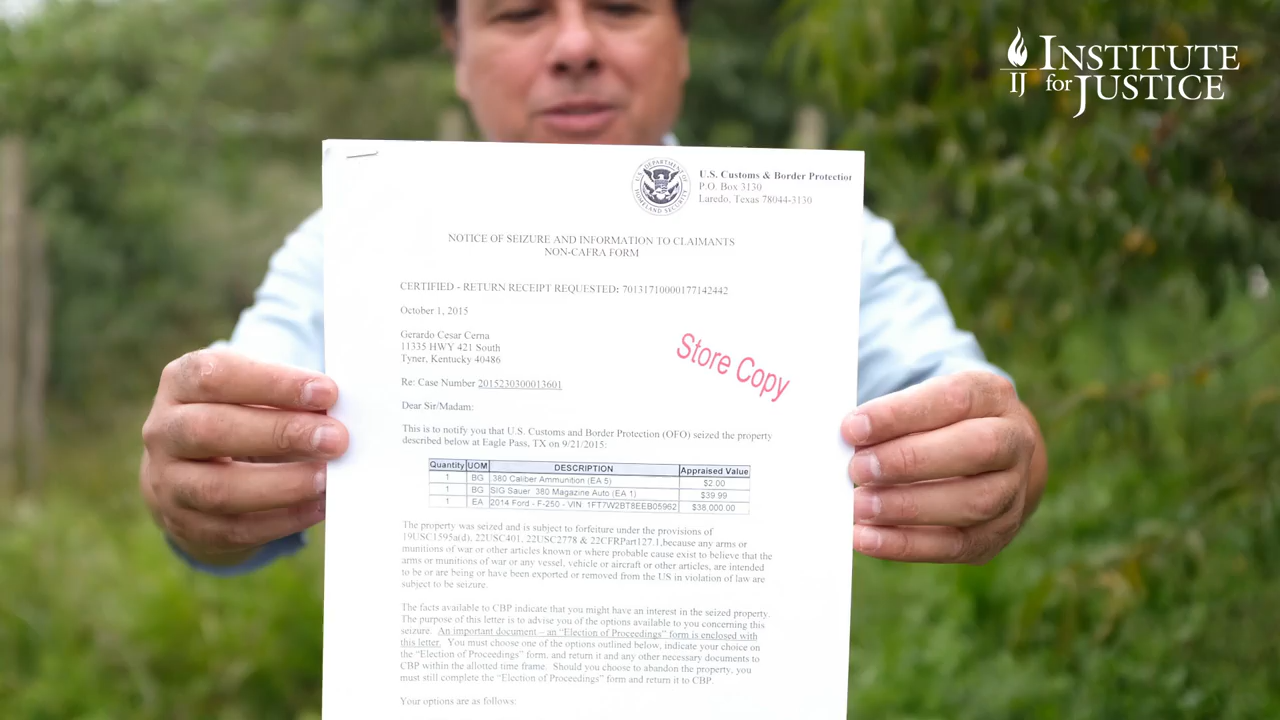 INSTITUTE
IJ for JUSTICE
U.S. Customs & Border Protection
P.O. Box 3130
Laredo, Texas 78044-3130
NOTICE OF SEIZURE AND INFORMATION TO CLAIMANTS
NON-CAFRA FORM
CERTIFIED - RETURN RECEIPT REQUESTED: 70131710000177142442
October 1, 2015
Gerardo Cesar Cerna
11335 HWY 421 South
Tyner, Kentucky 40486
Store Copy
Re: Case Number 2015230300013601
Dear Sir/Madam:
This is to notify you that U.S. Customs and Border Protection (OFO) seized the property
described below at Eagle Pass, TX on 9/21/2015:
Quantity UOM DESCRIPTION Appraised Value
1 BG .380 Caliber Ammunition (EA 5) $2.00
1 BG SIG Sauer .380 Magazine Auto (EA 1) $39.99
1 EA 2014 Ford - F-250 - VIN: 1FT7W2BT8EEB05962 $38,000.00
The property was seized and is subject to forfeiture under the provisions of
19USC1595a(d), 22USC401, 22USC2778 & 22CFRPart127.1,because any arms or
munitions of war or other articles known or where probable cause exist to believe that the
arms or munitions of war or any vessel, vehicle or aircraft or other articles, are intended
to be or are being or have been exported or removed from the US in violation of law are
subject to be seizure.
The facts available to CBP indicate that you might have an interest in the seized property.
The purpose of this letter is to advise you of the options available to you concerning this
seizure. An important document – an “Election of Proceedings” form is enclosed with
this letter. You must choose one of the options outlined below, indicate your choice on
the “Election of Proceedings” form, and return it and any other necessary documents to
CBP within the allotted time frame. Should you choose to abandon the property, you
must still complete the “Election of Proceedings” form and return it to CBP.
Your options are as follows: